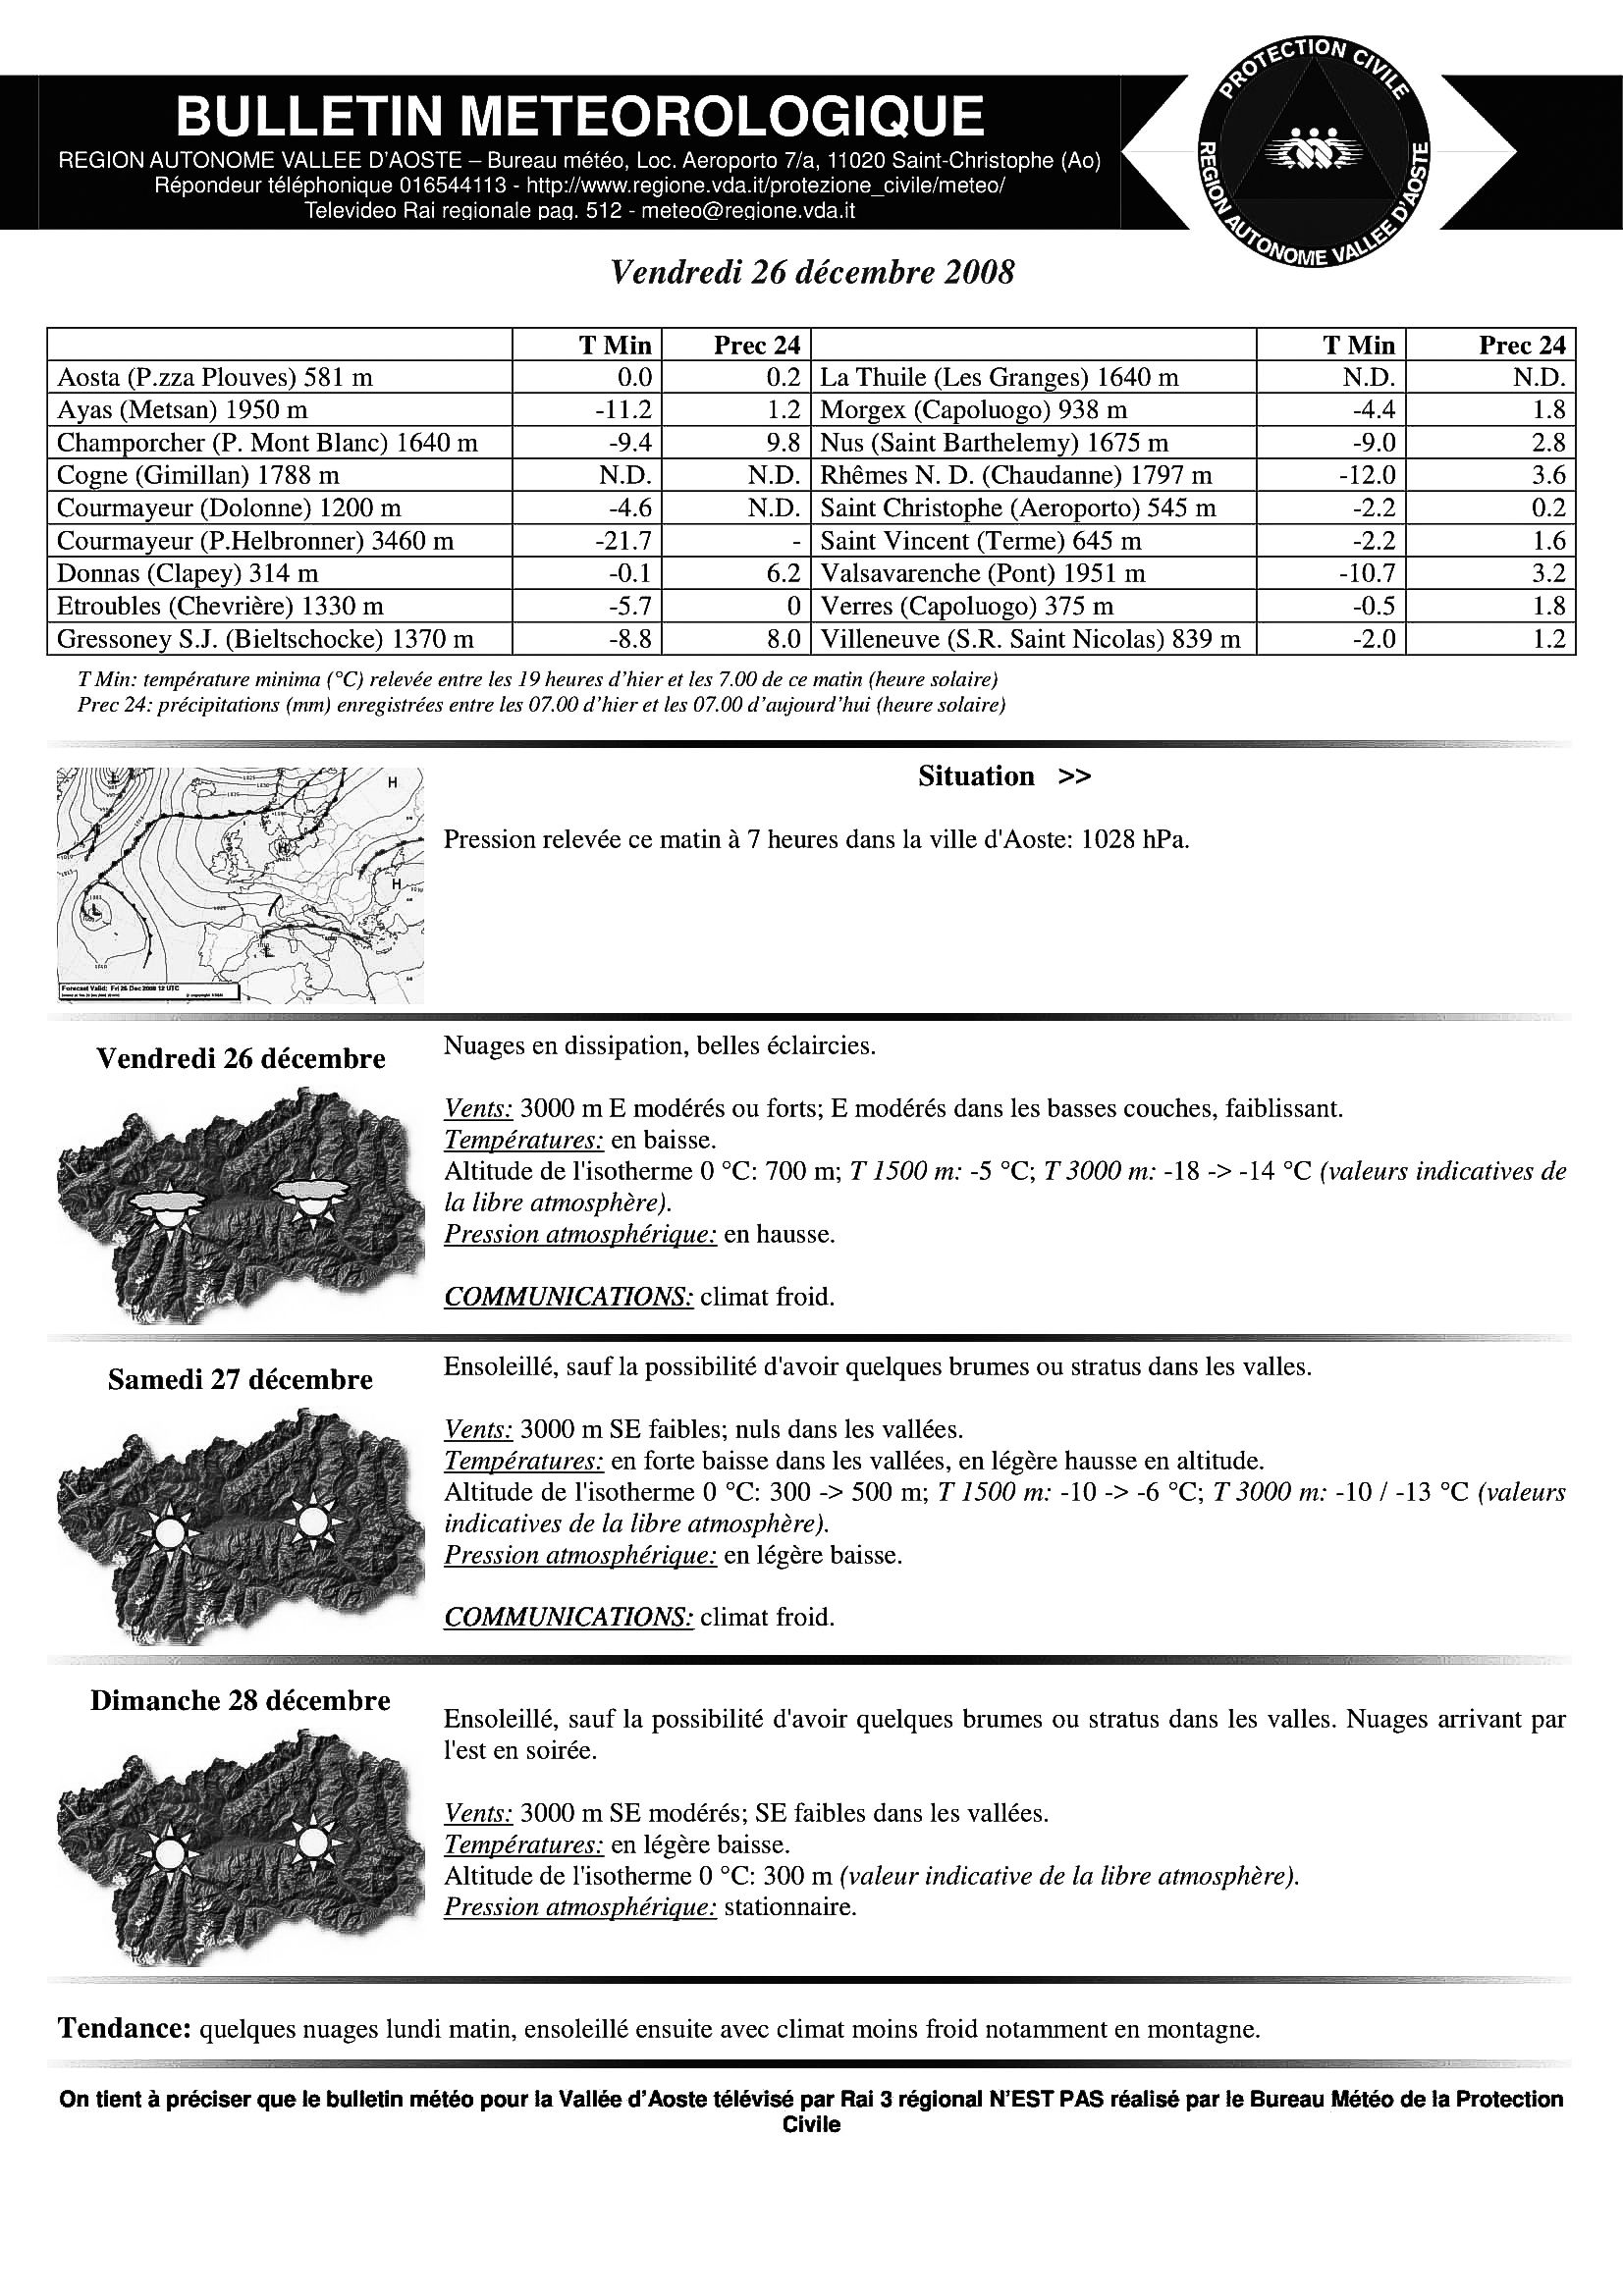 BULLETIN METEOROLOGIQUE
REGION AUTONOME VALLEE D'AOSTE – Bureau météo, Loc. Aeroporto 7/a, 11020 Saint-Christophe (Ao)
Répondeur téléphonique 016544113 - http://www.regione.vda.it/protezione_civile/meteo/
Televideo Rai regionale pag. 512 - meteo@regione.vda.it
PROTECTION CIVILE
REGION AUTONOME VALLEE D'AOSTE
Vendredi 26 décembre 2008
T Min Prec 24 T Min Prec 24
Aosta (P.zza Plouves) 581 m 0.0 0.2 La Thuile (Les Granges) 1640 m N.D. N.D.
Ayas (Metsan) 1950 m -11.2 1.2 Morgex (Capoluogo) 938 m -4.4 1.8
Champorcher (P. Mont Blanc) 1640 m -9.4 9.8 Nus (Saint Barthelemy) 1675 m -9.0 2.8
Cogne (Gimillan) 1788 m N.D. N.D. Rhêmes N. D. (Chaudanne) 1797 m -12.0 3.6
Courmayeur (Dolonne) 1200 m -4.6 N.D. Saint Christophe (Aeroporto) 545 m -2.2 0.2
Courmayeur (P.Helbronner) 3460 m -21.7 - Saint Vincent (Terme) 645 m -2.2 1.6
Donnas (Clapey) 314 m -0.1 6.2 Valsavarenche (Pont) 1951 m -10.7 3.2
Etroubles (Chevrière) 1330 m -5.7 0 Verres (Capoluogo) 375 m -0.5 1.8
Gressoney S.J. (Bieltschocke) 1370 m -8.8 8.0 Villeneuve (S.R. Saint Nicolas) 839 m -2.0 1.2
T Min: température minima (°C) relevée entre les 19 heures d'hier et les 7.00 de ce matin (heure solaire)
Prec 24: précipitations (mm) enregistrées entre les 07.00 d'hier et les 07.00 d'aujourd'hui (heure solaire)
Situation >>
Pression relevée ce matin à 7 heures dans la ville d'Aoste: 1028 hPa.
H
H
Forecast Valid: Fri 26 Dec 2008 12 UTC
Vendredi 26 décembre
Nuages en dissipation, belles éclaircies.
Vents: 3000 m E modérés ou forts; E modérés dans les basses couches, faiblissant.
Températures: en baisse.
Altitude de l'isotherme 0 °C: 700 m; T 1500 m: -5 °C; T 3000 m: -18 -> -14 °C (valeurs indicatives de
la libre atmosphère).
Pression atmosphérique: en hausse.
COMMUNICATIONS: climat froid.
Samedi 27 décembre
Ensoleillé, sauf la possibilité d'avoir quelques brumes ou stratus dans les valles.
Vents: 3000 m SE faibles; nuls dans les vallées.
Températures: en forte baisse dans les vallées, en légère hausse en altitude.
Altitude de l'isotherme 0 °C: 300 -> 500 m; T 1500 m: -10 -> -6 °C; T 3000 m: -10 / -13 °C (valeurs
indicatives de la libre atmosphère).
Pression atmosphérique: en légère baisse.
COMMUNICATIONS: climat froid.
Dimanche 28 décembre
Ensoleillé, sauf la possibilité d'avoir quelques brumes ou stratus dans les valles. Nuages arrivant par
l'est en soirée.
Vents: 3000 m SE modérés; SE faibles dans les vallées.
Températures: en légère baisse.
Altitude de l'isotherme 0 °C: 300 m (valeur indicative de la libre atmosphère).
Pression atmosphérique: stationnaire.
Tendance: quelques nuages lundi matin, ensoleillé ensuite avec climat moins froid notamment en montagne.
On tient à préciser que le bulletin météo pour la Vallée d'Aoste télévisé par Rai 3 régional N'EST PAS réalisé par le Bureau Météo de la Protection
Civile